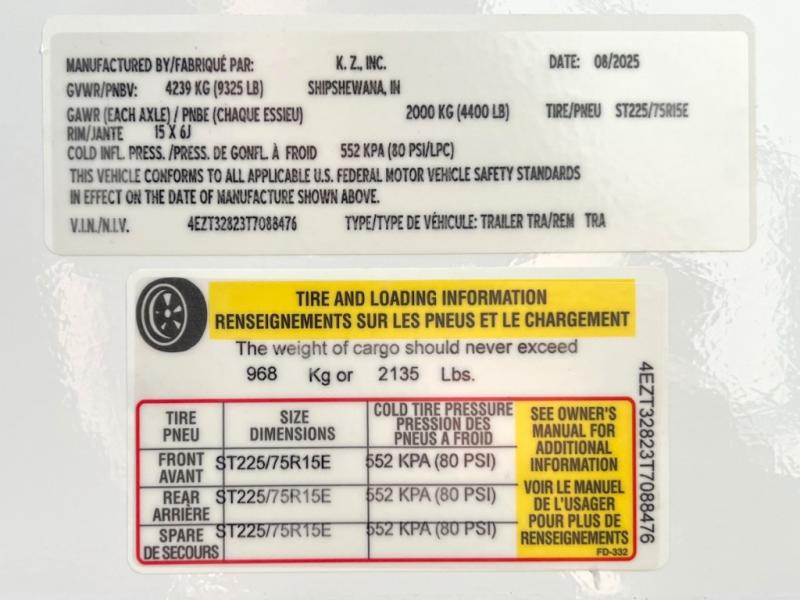 MANUFACTURED BY/FABRIQUÉ PAR: K. Z., INC. DATE: 08/2025
GVWR/PNBV: 4239 KG (9325 LB) SHIPSHEWANA, IN
GAWR (EACH AXLE) / PNBE (CHAQUE ESSIEU) 2000 KG (4400 LB) TIRE/PNEU ST225/75R15E
RIM/JANTE 15 X 6J
COLD INFL. PRESS. /PRESS. DE GONFL. À FROID 552 KPA (80 PSI/LPC)
THIS VEHICLE CONFORMS TO ALL APPLICABLE U.S. FEDERAL MOTOR VEHICLE SAFETY STANDARDS
IN EFFECT ON THE DATE OF MANUFACTURE SHOWN ABOVE.
V.I.N./N.I.V. 4EZT32823T7088476 TYPE/TYPE DE VÉHICULE: TRAILER TRA/REM TRA
TIRE AND LOADING INFORMATION
RENSEIGNEMENTS SUR LES PNEUS ET LE CHARGEMENT
The weight of cargo should never exceed
968 Kg or 2135 Lbs.
TIRE
PNEU
SIZE
DIMENSIONS
COLD TIRE PRESSURE
PRESSION DES
PNEUS A FROID
FRONT
AVANT
ST225/75R15E
552 KPA (80 PSI)
REAR
ARRIÈRE
ST225/75R15E
552 KPA (80 PSI)
SPARE
DE SECOURS
ST225/75R15E
552 KPA (80 PSI)
SEE OWNER'S
MANUAL FOR
ADDITIONAL
INFORMATION
VOIR LE MANUEL
DE L'USAGER
POUR PLUS DE
RENSEIGNEMENTS
FD-332
4EZT32823T7088476